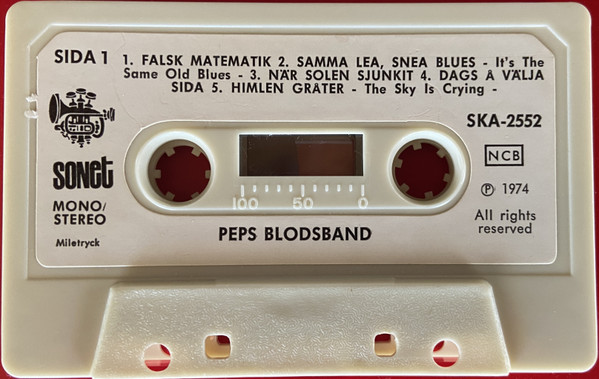 SIDA 1
1. FALSK MATEMATIK 2. SAMMA LEA, SNEA BLUES - It's The
Same Old Blues - 3. NÄR SOLEN SJUNKIT 4. DAGS Å VÄLJA
SIDA 5. HIMLEN GRÅTER - The Sky Is Crying -
SKA-2552
SONET
NCB
MONO/
STEREO
Ⓟ 1974
Miletryck
All rights
reserved
100 50 0
PEPS BLODSBAND